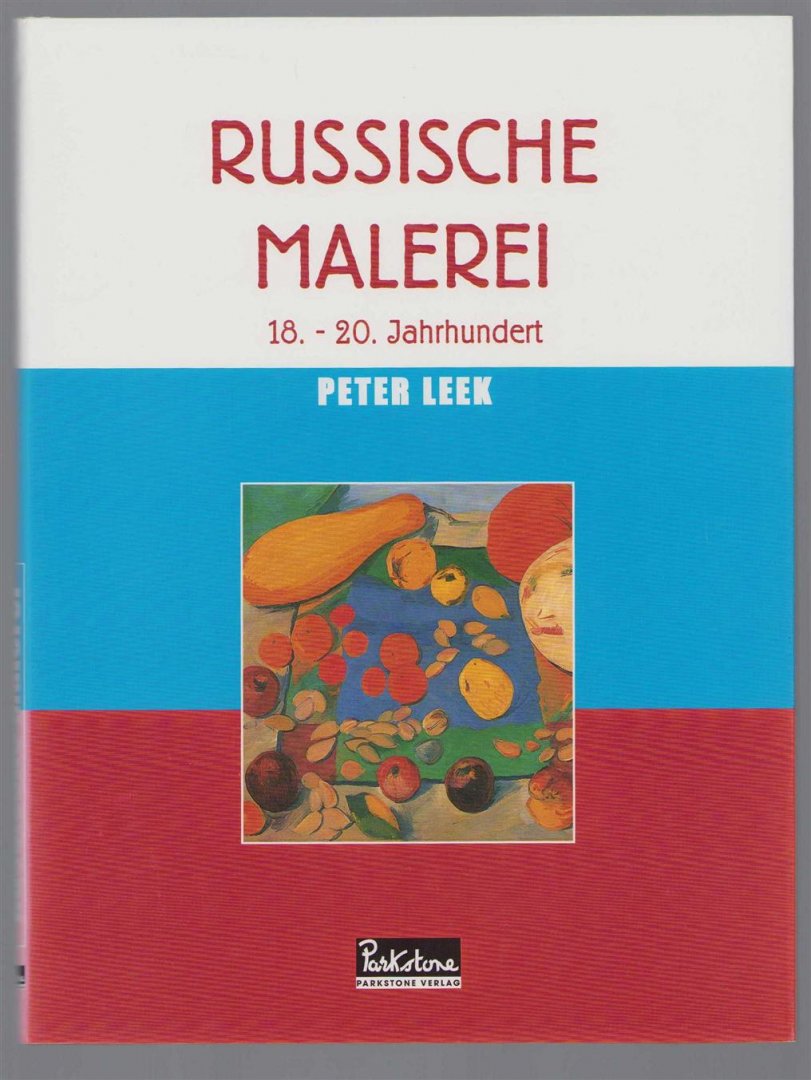 RUSSISCHE
MALEREI
18. - 20. Jahrhundert
PETER LEEK
Parkstone
PARKSTONE VERLAG